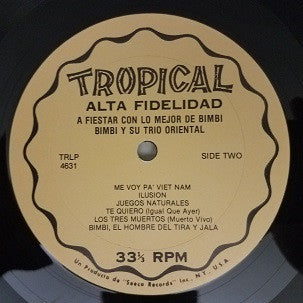 TROPICAL
ALTA FIDELIDAD
A FIESTAR CON LO MEJOR DE BIMBI
BIMBI Y SU TRIO ORIENTAL
TRLP
4631
SIDE TWO
ME VOY PA' VIET NAM
ILUSION
JUEGOS NATURALES
TE QUIERO (Igual Que Ayer)
LOS TRES MUERTOS (Muerto Vivo)
BIMBI, EL HOMBRE DEL TIRA Y JALA
33⅓ RPM
Un Producto de "Seeco Records" Inc., N.Y., U.S.A.